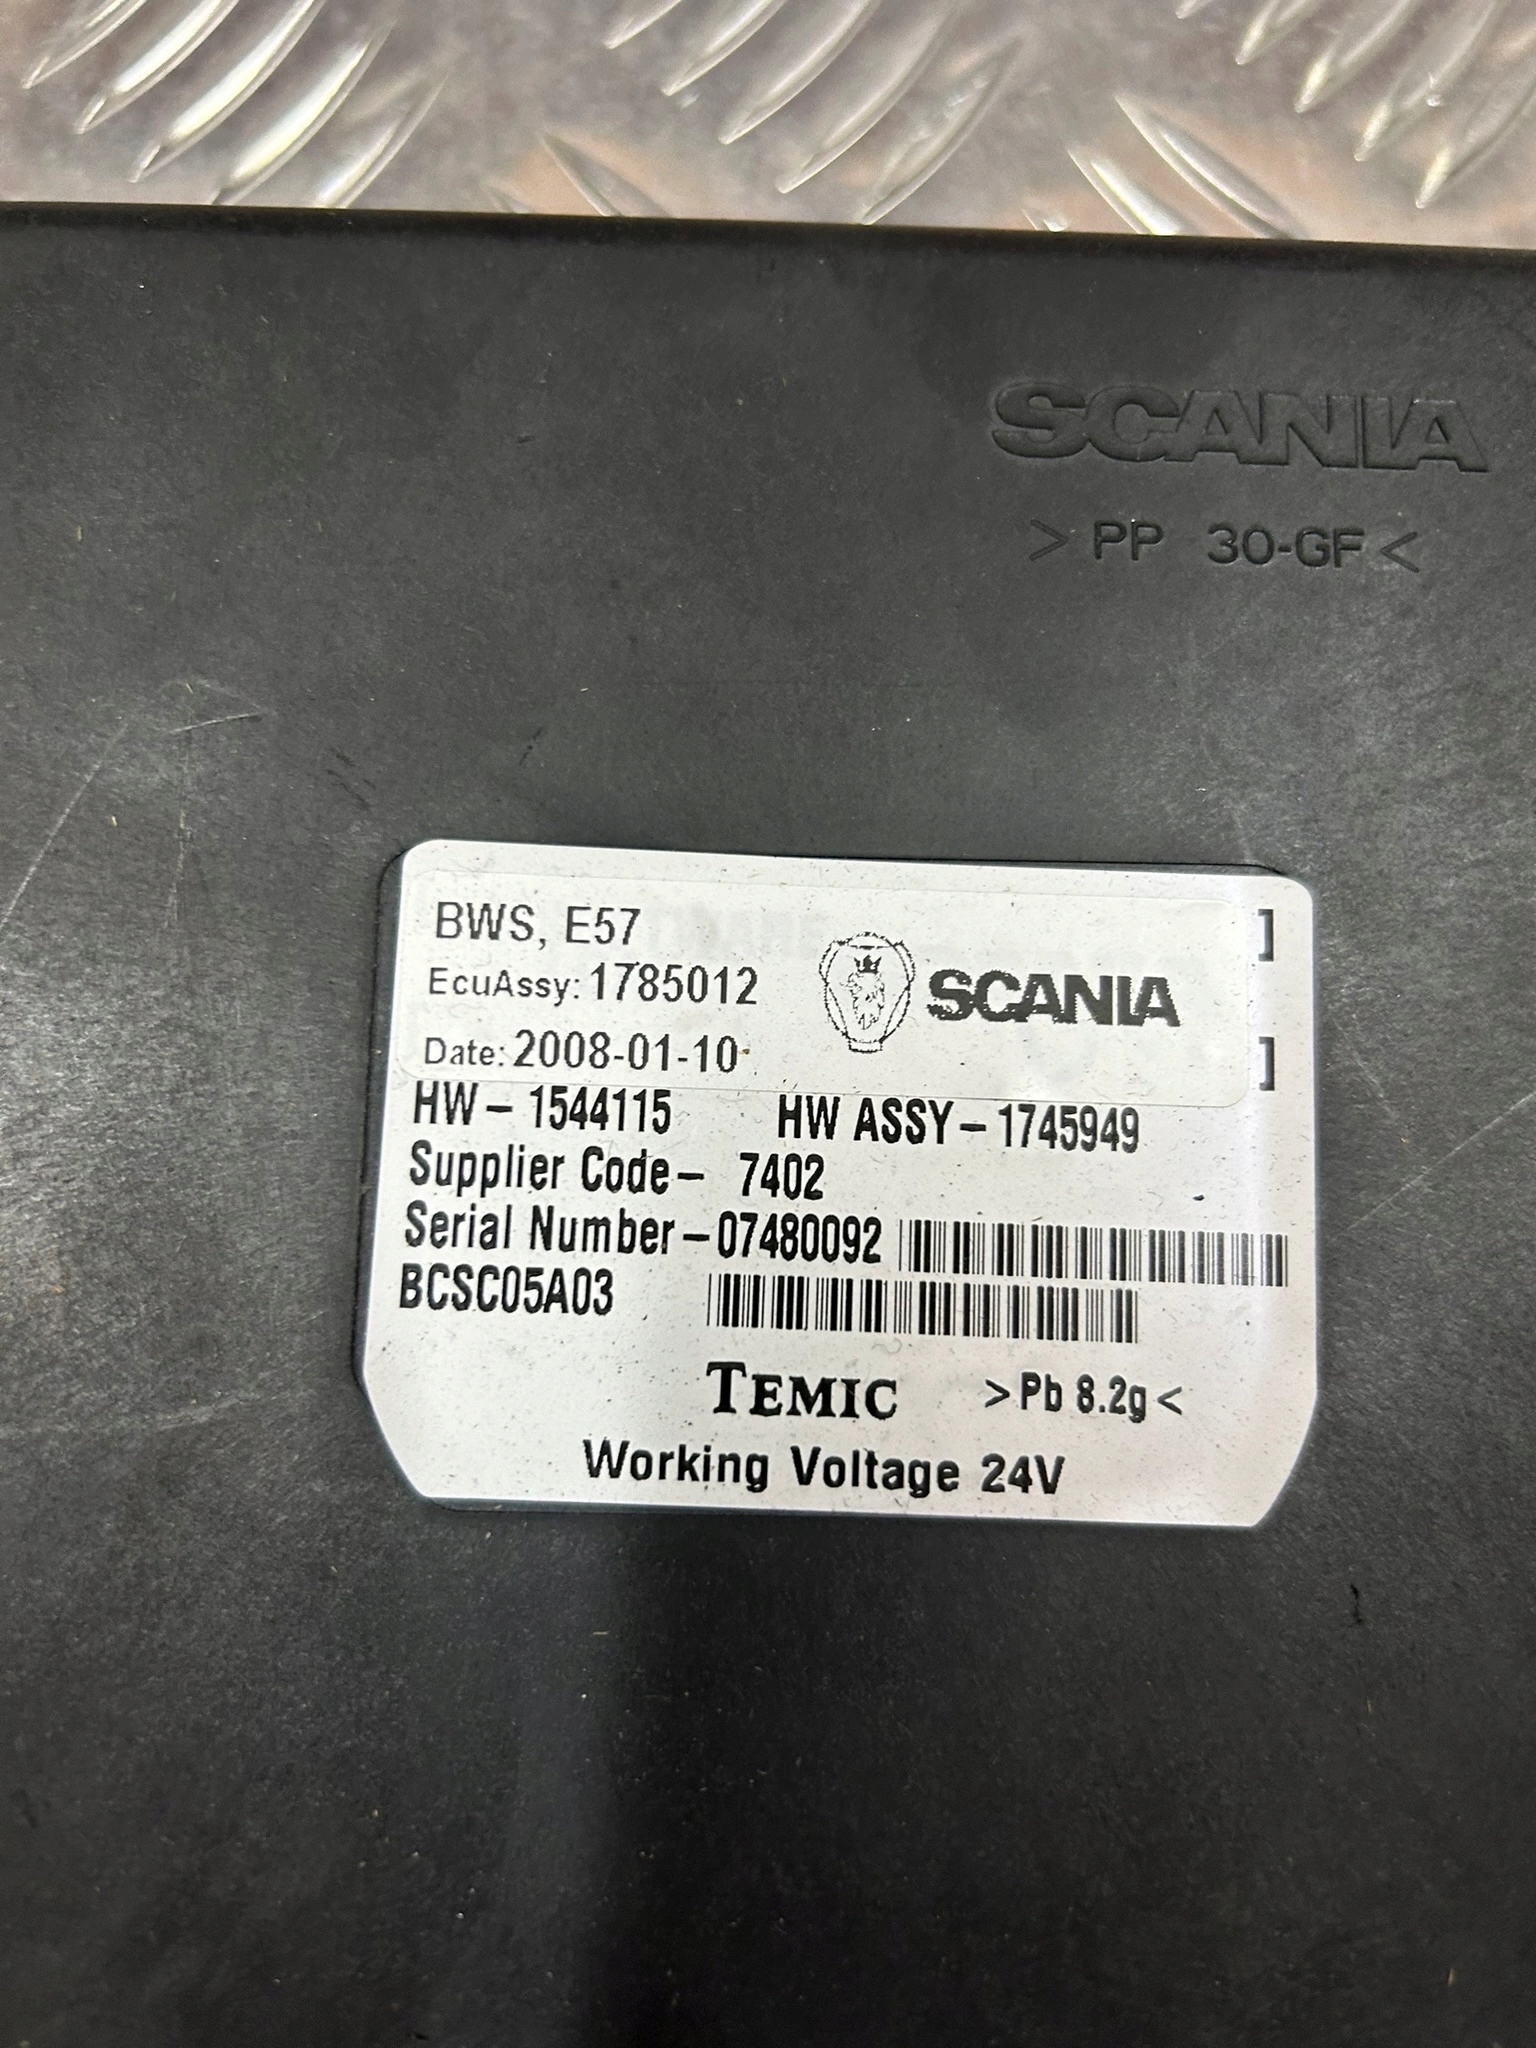 SCANIA
> PP 30-GF <
BWS, E57
EcuAssy: 1785012
SCANIA
Date: 2008-01-10
]
]
HW - 1544115 HW ASSY - 1745949
Supplier Code - 7402
Serial Number - 07480092
BCSC05A03
TEMIC >Pb 8.2g<
Working Voltage 24V